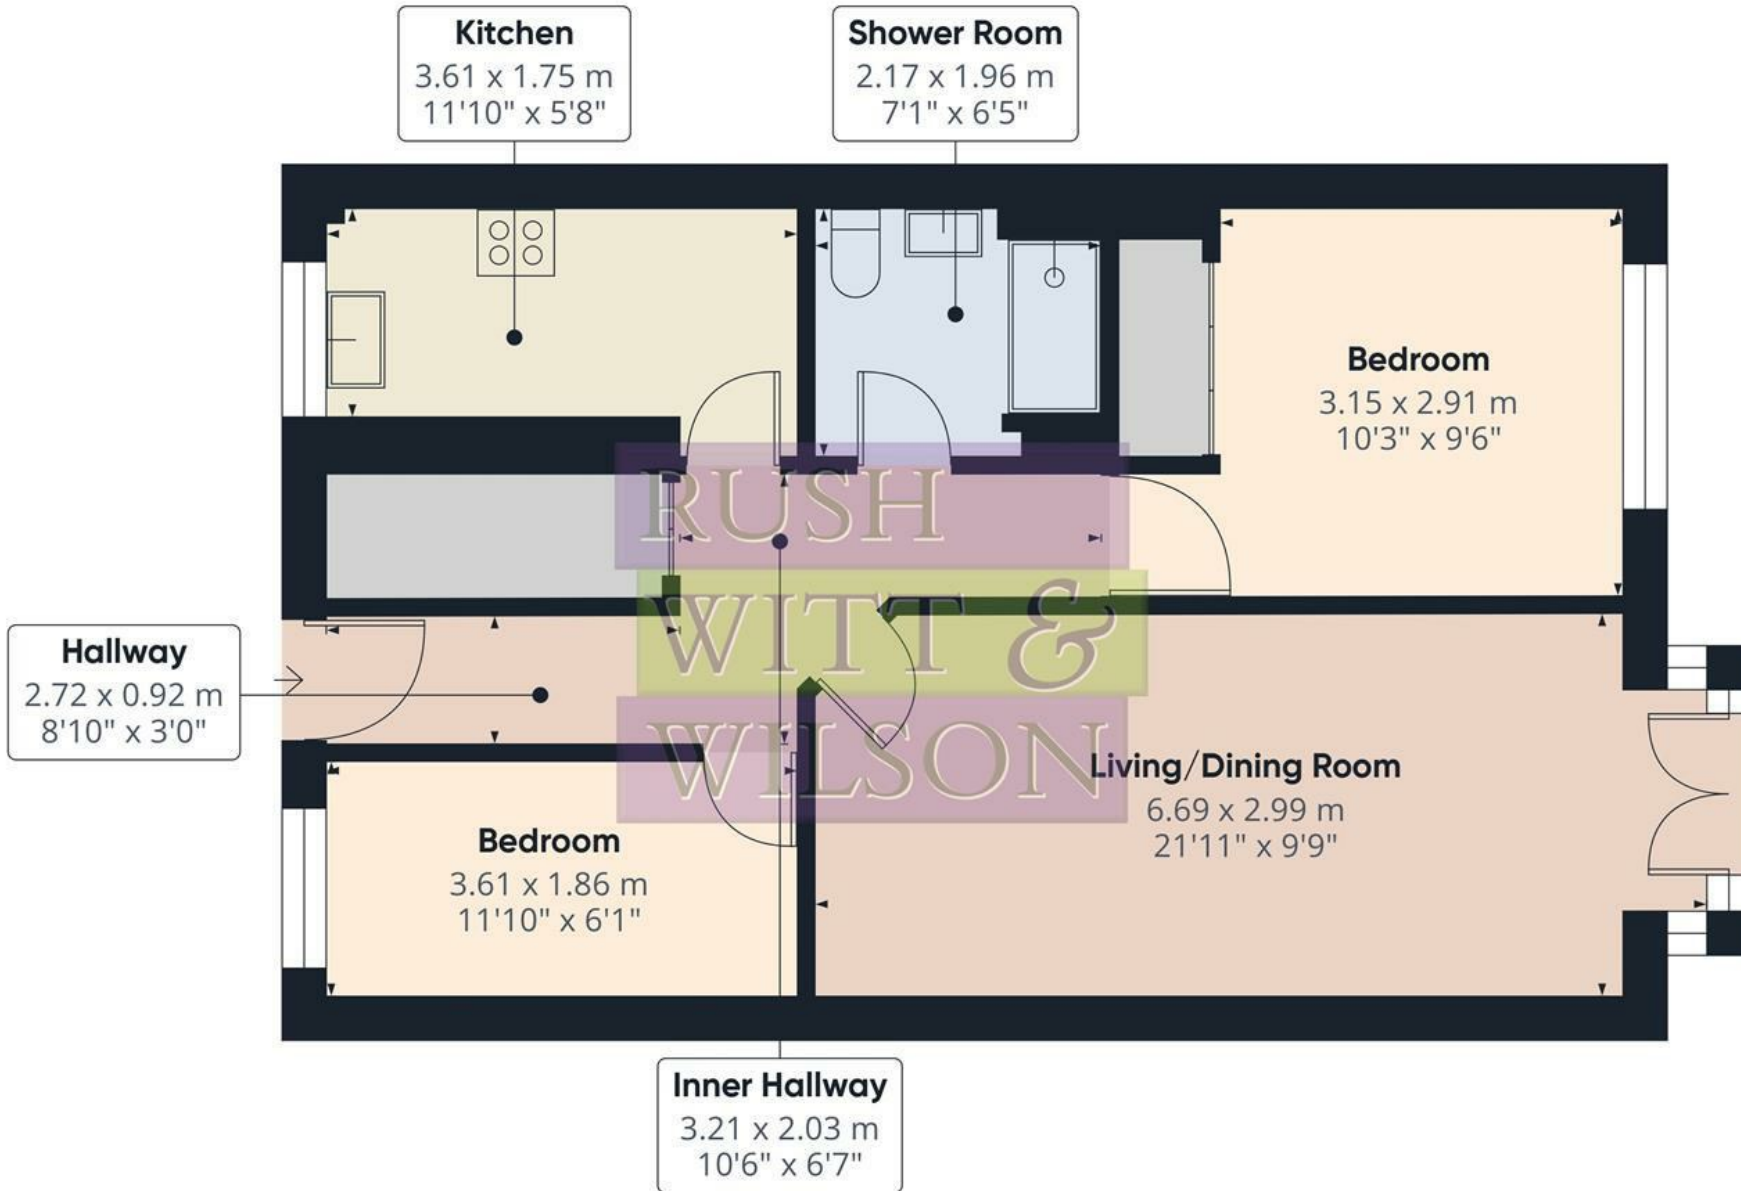 Kitchen
3.61 x 1.75 m
11'10" x 5'8"
Shower Room
2.17 x 1.96 m
7'1" x 6'5"
Bedroom
3.15 x 2.91 m
10'3" x 9'6"
RUSH
WITT &
WILSON
Hallway
2.72 x 0.92 m
8'10" x 3'0"
Living/Dining Room
6.69 x 2.99 m
21'11" x 9'9"
Bedroom
3.61 x 1.86 m
11'10" x 6'1"
Inner Hallway
3.21 x 2.03 m
10'6" x 6'7"